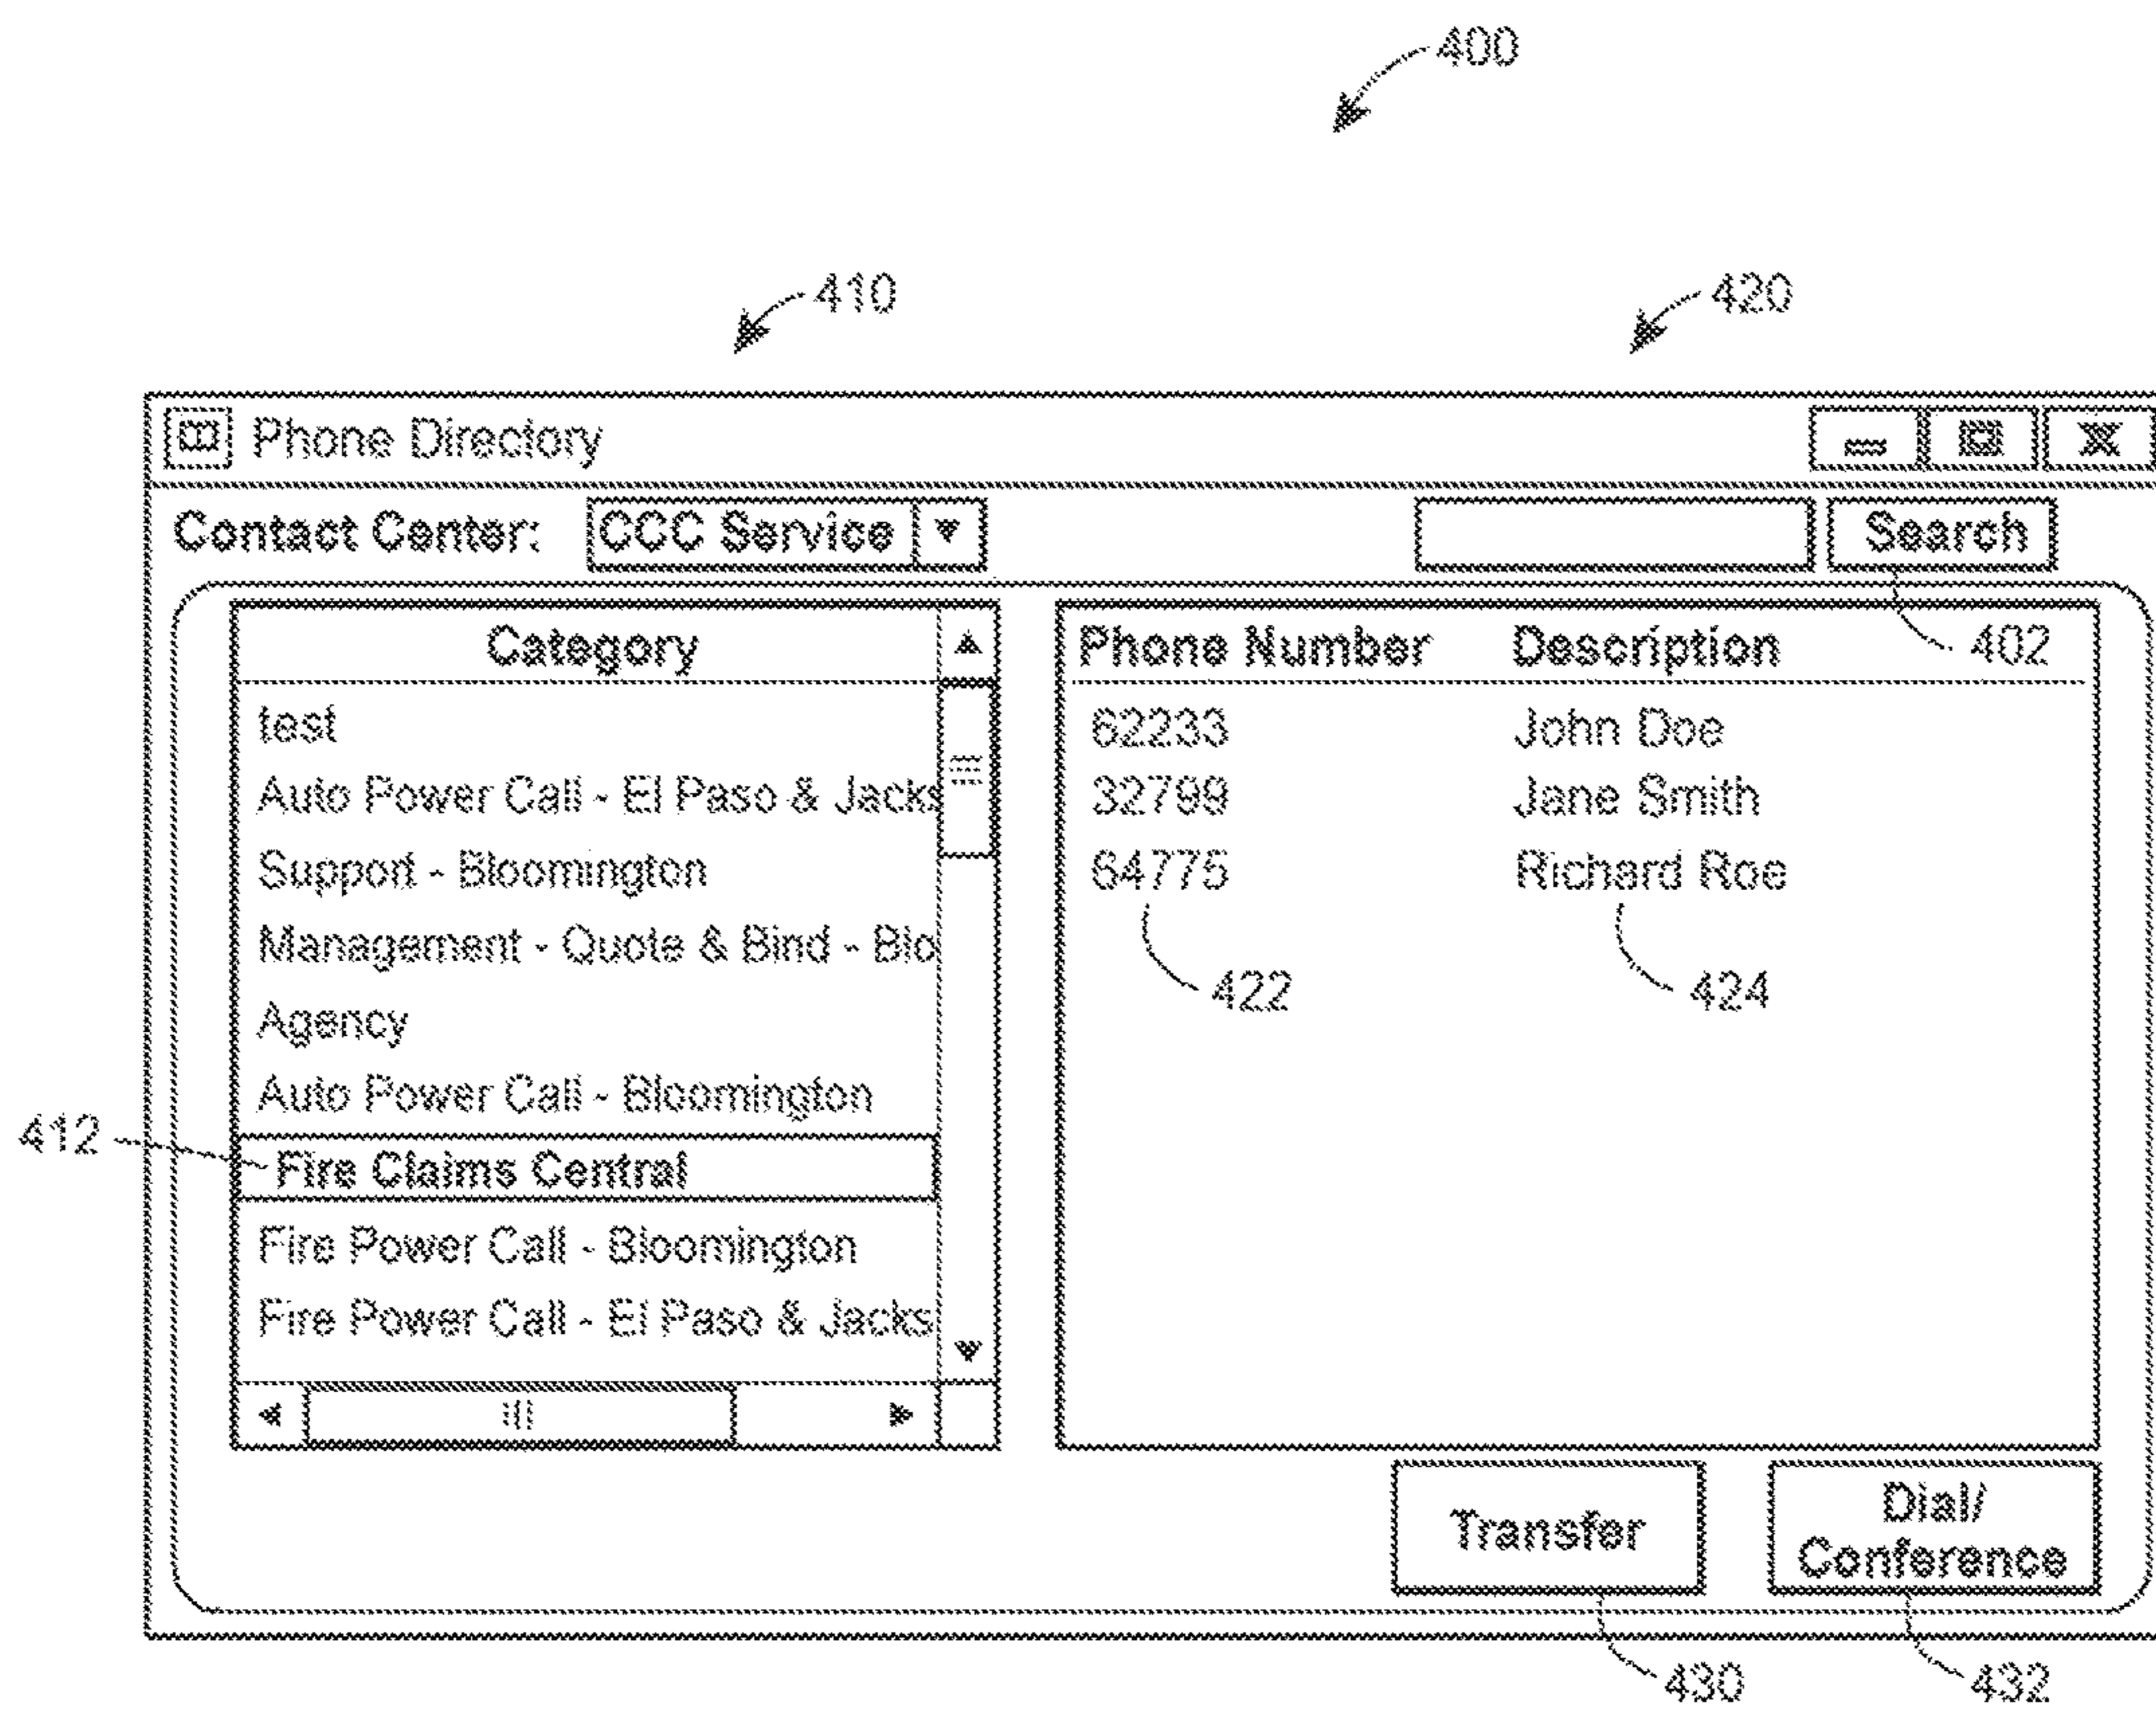 400
410 420
Phone Directory
Contact Center: CCC Service Search
402
Category
test
Auto Power Call - El Paso & Jacks
Support - Bloomington
Management - Quote & Bind - Blo
Agency
Auto Power Call - Bloomington
412 Fire Claims Central
Fire Power Call - Bloomington
Fire Power Call - El Paso & Jacks
Phone Number Description
62233 John Doe
32799 Jane Smith
64775 Richard Roe
422 424
Transfer
Dial/
Conference
430 432